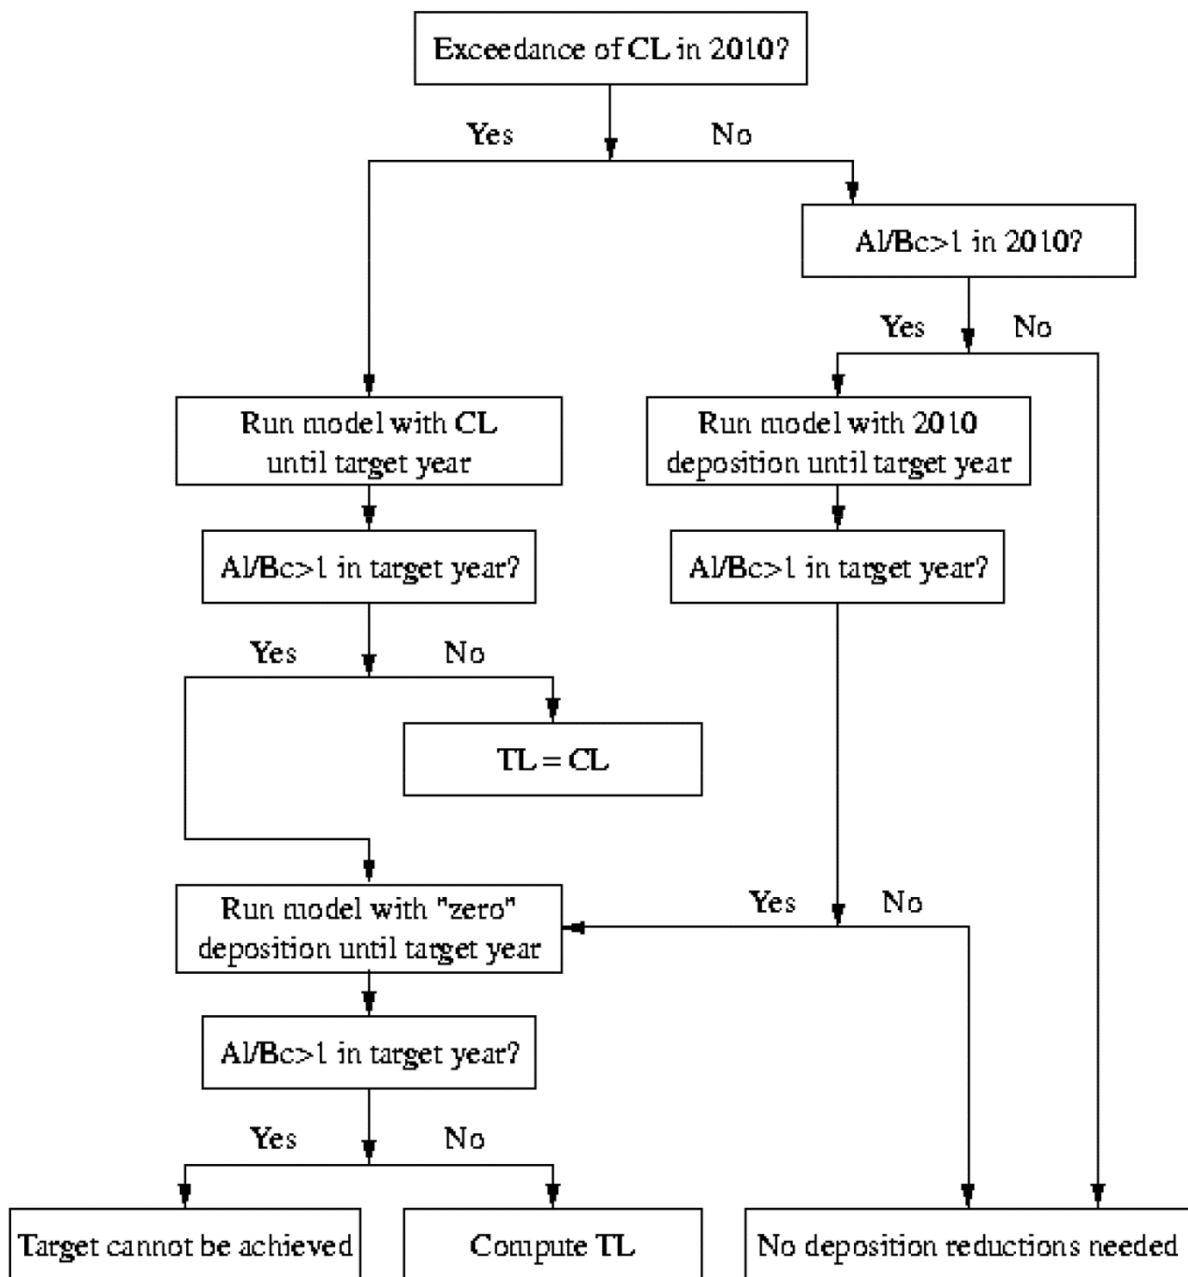 Exceedance of CL in 2010?
Yes No
Al/Bc>1 in 2010?
Yes No
Run model with CL
until target year
Run model with 2010
deposition until target year
Al/Bc>1 in target year?
Al/Bc>1 in target year?
Yes No
TL = CL
Run model with "zero"
deposition until target year
Yes No
Al/Bc>1 in target year?
Yes No
Target cannot be achieved
Compute TL
No deposition reductions needed